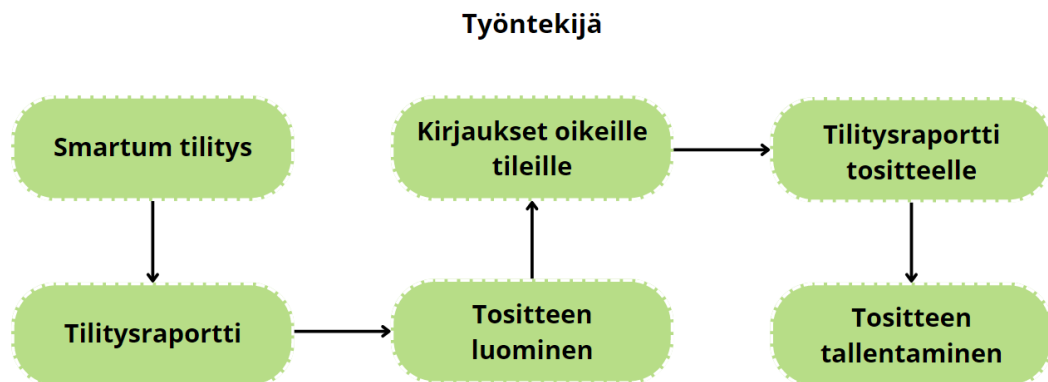 Työntekijä
Smartum tilitys
Tilitysraportti
Tositteen
luominen
Kirjaukset oikeille
tileille
Tilitysraportti
tositteelle
Tositteen
tallentaminen